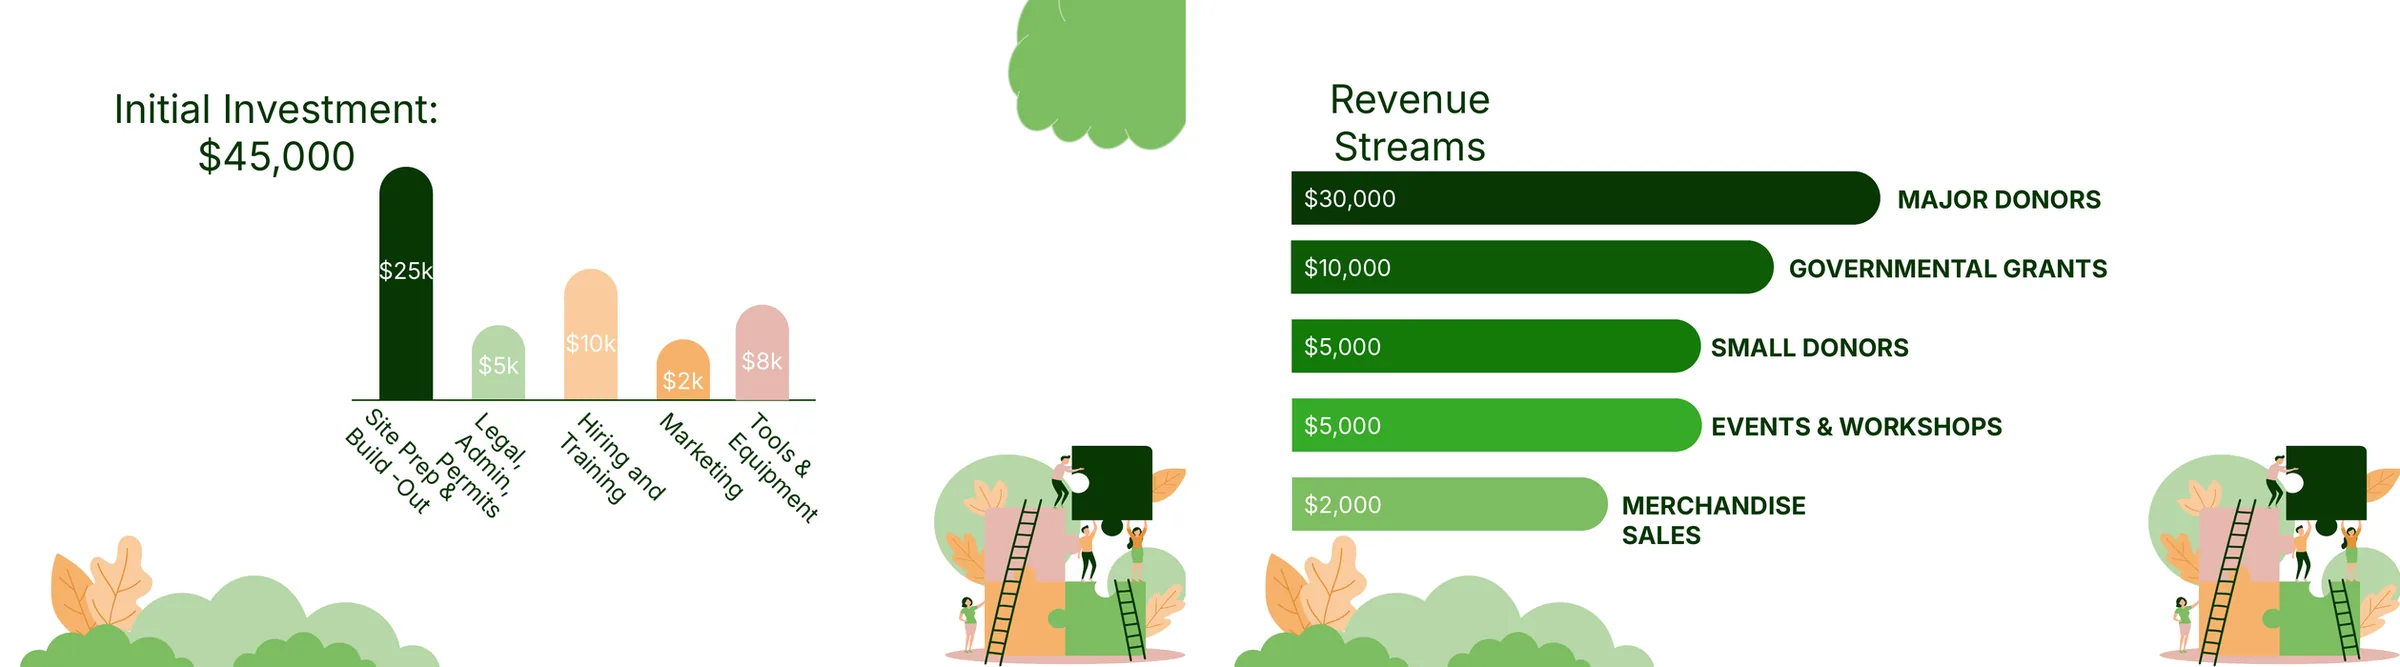 Initial Investment:
$45,000
$25k
$5k
$10k
$2k
$8k
Site Prep &
Build -Out
Legal,
Admin,
Permits
Hiring and
Training
Marketing
Tools &
Equipment
Revenue
Streams
$30,000
MAJOR DONORS
$10,000
GOVERNMENTAL GRANTS
$5,000
SMALL DONORS
$5,000
EVENTS & WORKSHOPS
$2,000
MERCHANDISE
SALES